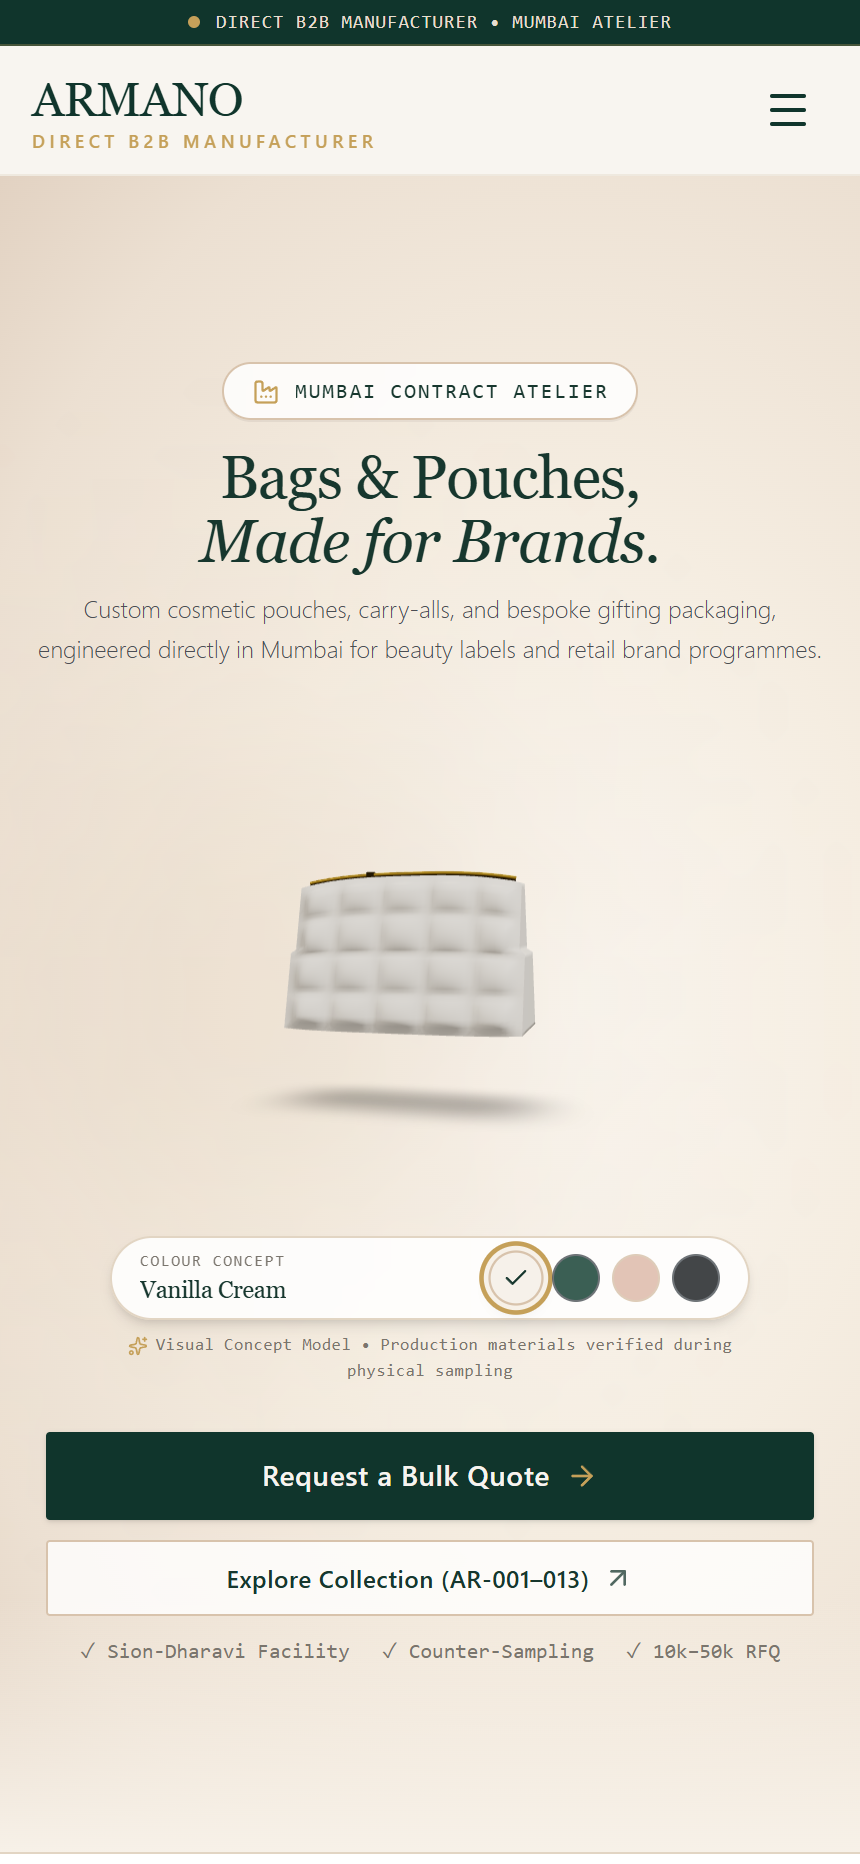 DIRECT B2B MANUFACTURER • MUMBAI ATELIER
ARMANO
DIRECT B2B MANUFACTURER
MUMBAI CONTRACT ATELIER
Bags & Pouches,
Made for Brands.
Custom cosmetic pouches, carry-alls, and bespoke gifting packaging,
engineered directly in Mumbai for beauty labels and retail brand programmes.
COLOUR CONCEPT
Vanilla Cream
Visual Concept Model • Production materials verified during
physical sampling
Request a Bulk Quote →
Explore Collection (AR-001–013) ↗
✓ Sion-Dharavi Facility ✓ Counter-Sampling ✓ 10k–50k RFQ